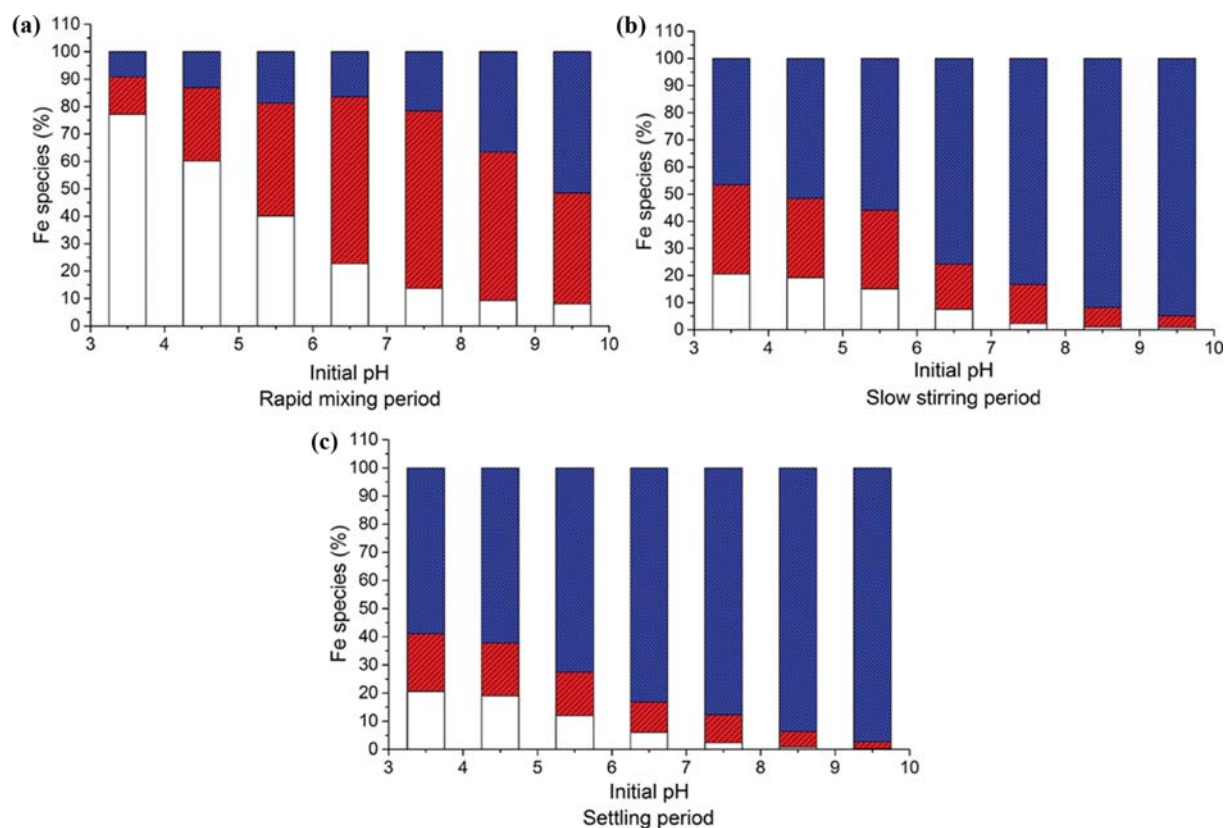 (a)
110
100
90
80
70
60
50
40
30
20
10
0
Fe species (%)
3 4 5 6 7 8 9 10
Initial pH
Rapid mixing period
(b)
110
100
90
80
70
60
50
40
30
20
10
0
Fe species (%)
3 4 5 6 7 8 9 10
Initial pH
Slow stirring period
(c)
110
100
90
80
70
60
50
40
30
20
10
0
Fe species (%)
3 4 5 6 7 8 9 10
Initial pH
Settling period